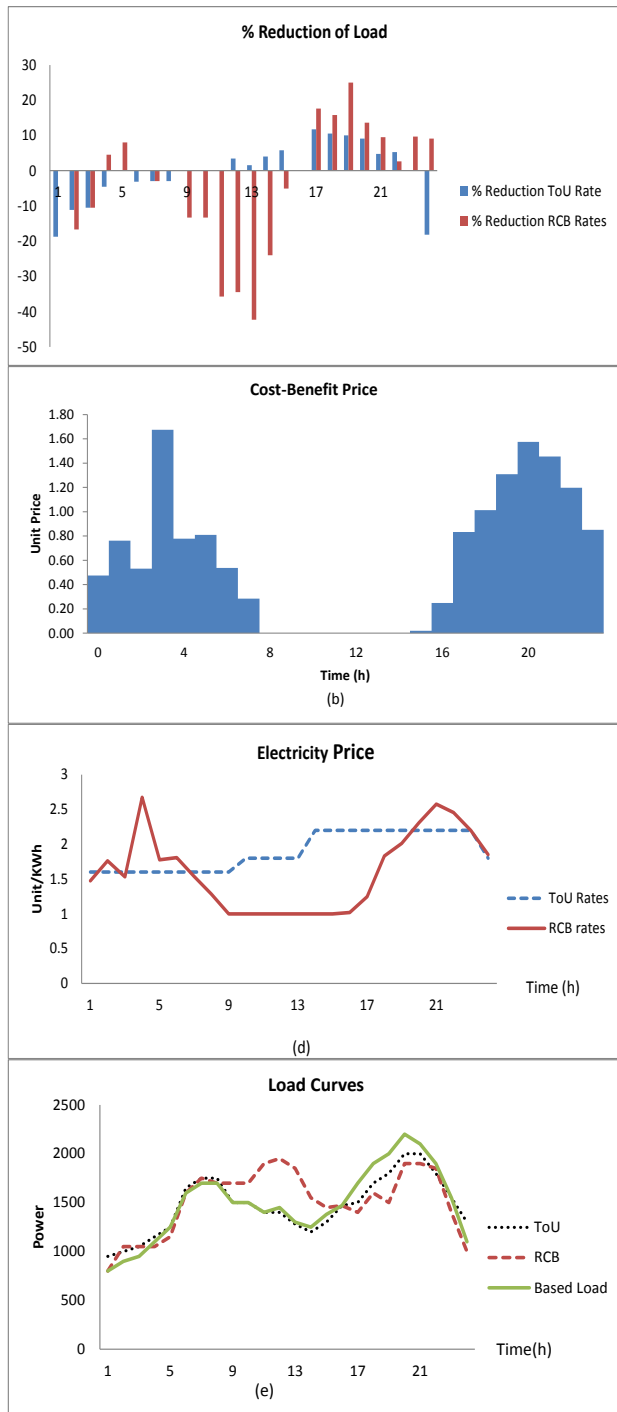 % Reduction of Load
30
20
10
0
-10
-20
-30
-40
-50
1 5 9 13 17 21
% Reduction ToU Rate
% Reduction RCB Rates
Cost-Benefit Price
Unit Price
1.80
1.60
1.40
1.20
1.00
0.80
0.60
0.40
0.20
0.00
0 4 8 12 16 20
Time (h)
(b)
Electricity Price
Unit/KWh
3
2.5
2
1.5
1
0.5
0
1 5 9 13 17 21
Time (h)
ToU Rates
RCB rates
(d)
Load Curves
Power
2500
2000
1500
1000
500
0
1 5 9 13 17 21
Time(h)
ToU
RCB
Based Load
(e)